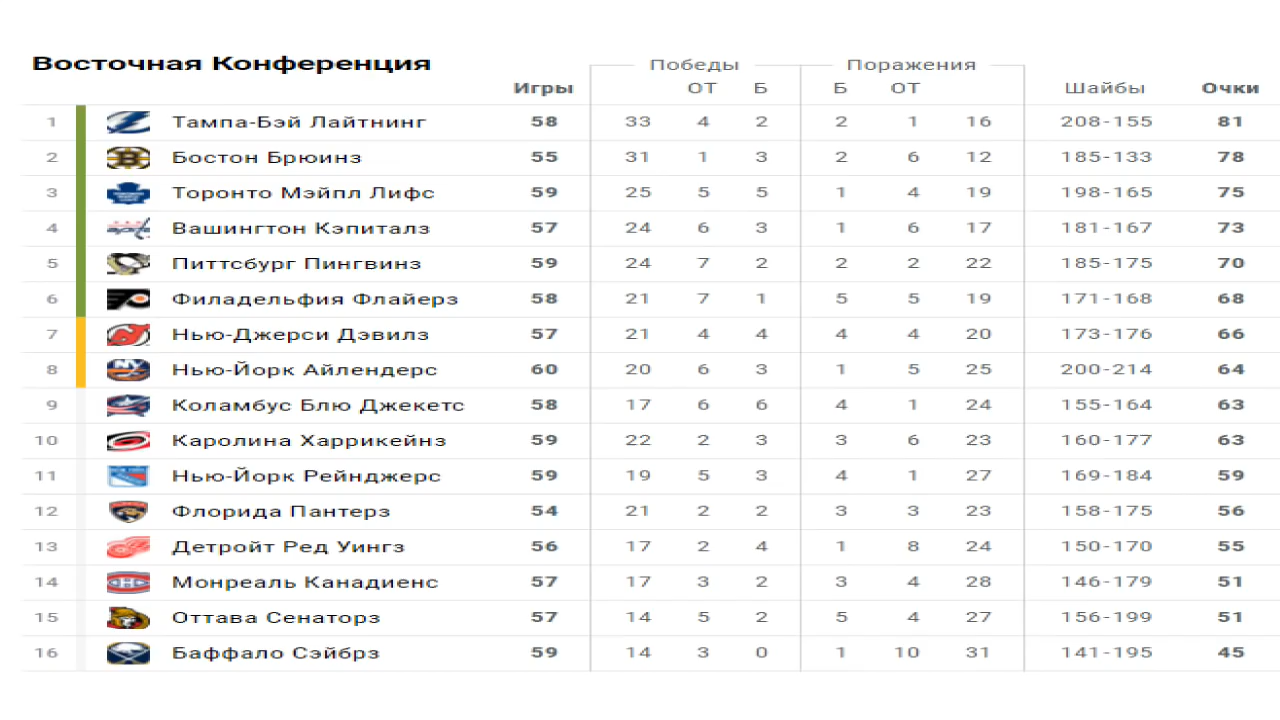 Восточная Конференция Победы Поражения
Игры ОТ Б Б ОТ Шайбы Очки
1 Тампа-Бэй Лайтнинг 58 33 4 2 2 1 16 208-155 81
2 Бостон Брюинз 55 31 1 3 2 6 12 185-133 78
3 Торонто Мэйпл Лифс 59 25 5 5 1 4 19 198-165 75
4 Вашингтон Кэпиталз 57 24 6 3 1 6 17 181-167 73
5 Питтсбург Пингвинз 59 24 7 2 2 2 22 185-175 70
6 Филадельфия Флайерз 58 21 7 1 5 5 19 171-168 68
7 Нью-Джерси Дэвилз 57 21 4 4 4 4 20 173-176 66
8 Нью-Йорк Айлендерс 60 20 6 3 1 5 25 200-214 64
9 Коламбус Блю Джекетс 58 17 6 6 4 1 24 155-164 63
10 Каролина Харрикейнз 59 22 2 3 3 6 23 160-177 63
11 Нью-Йорк Рейнджерс 59 19 5 3 4 1 27 169-184 59
12 Флорида Пантерз 54 21 2 2 3 3 23 158-175 56
13 Детройт Ред Уингз 56 17 2 4 1 8 24 150-170 55
14 Монреаль Канадиенс 57 17 3 2 3 4 28 146-179 51
15 Оттава Сенаторз 57 14 5 2 5 4 27 156-199 51
16 Баффало Сэйбрз 59 14 3 0 1 10 31 141-195 45